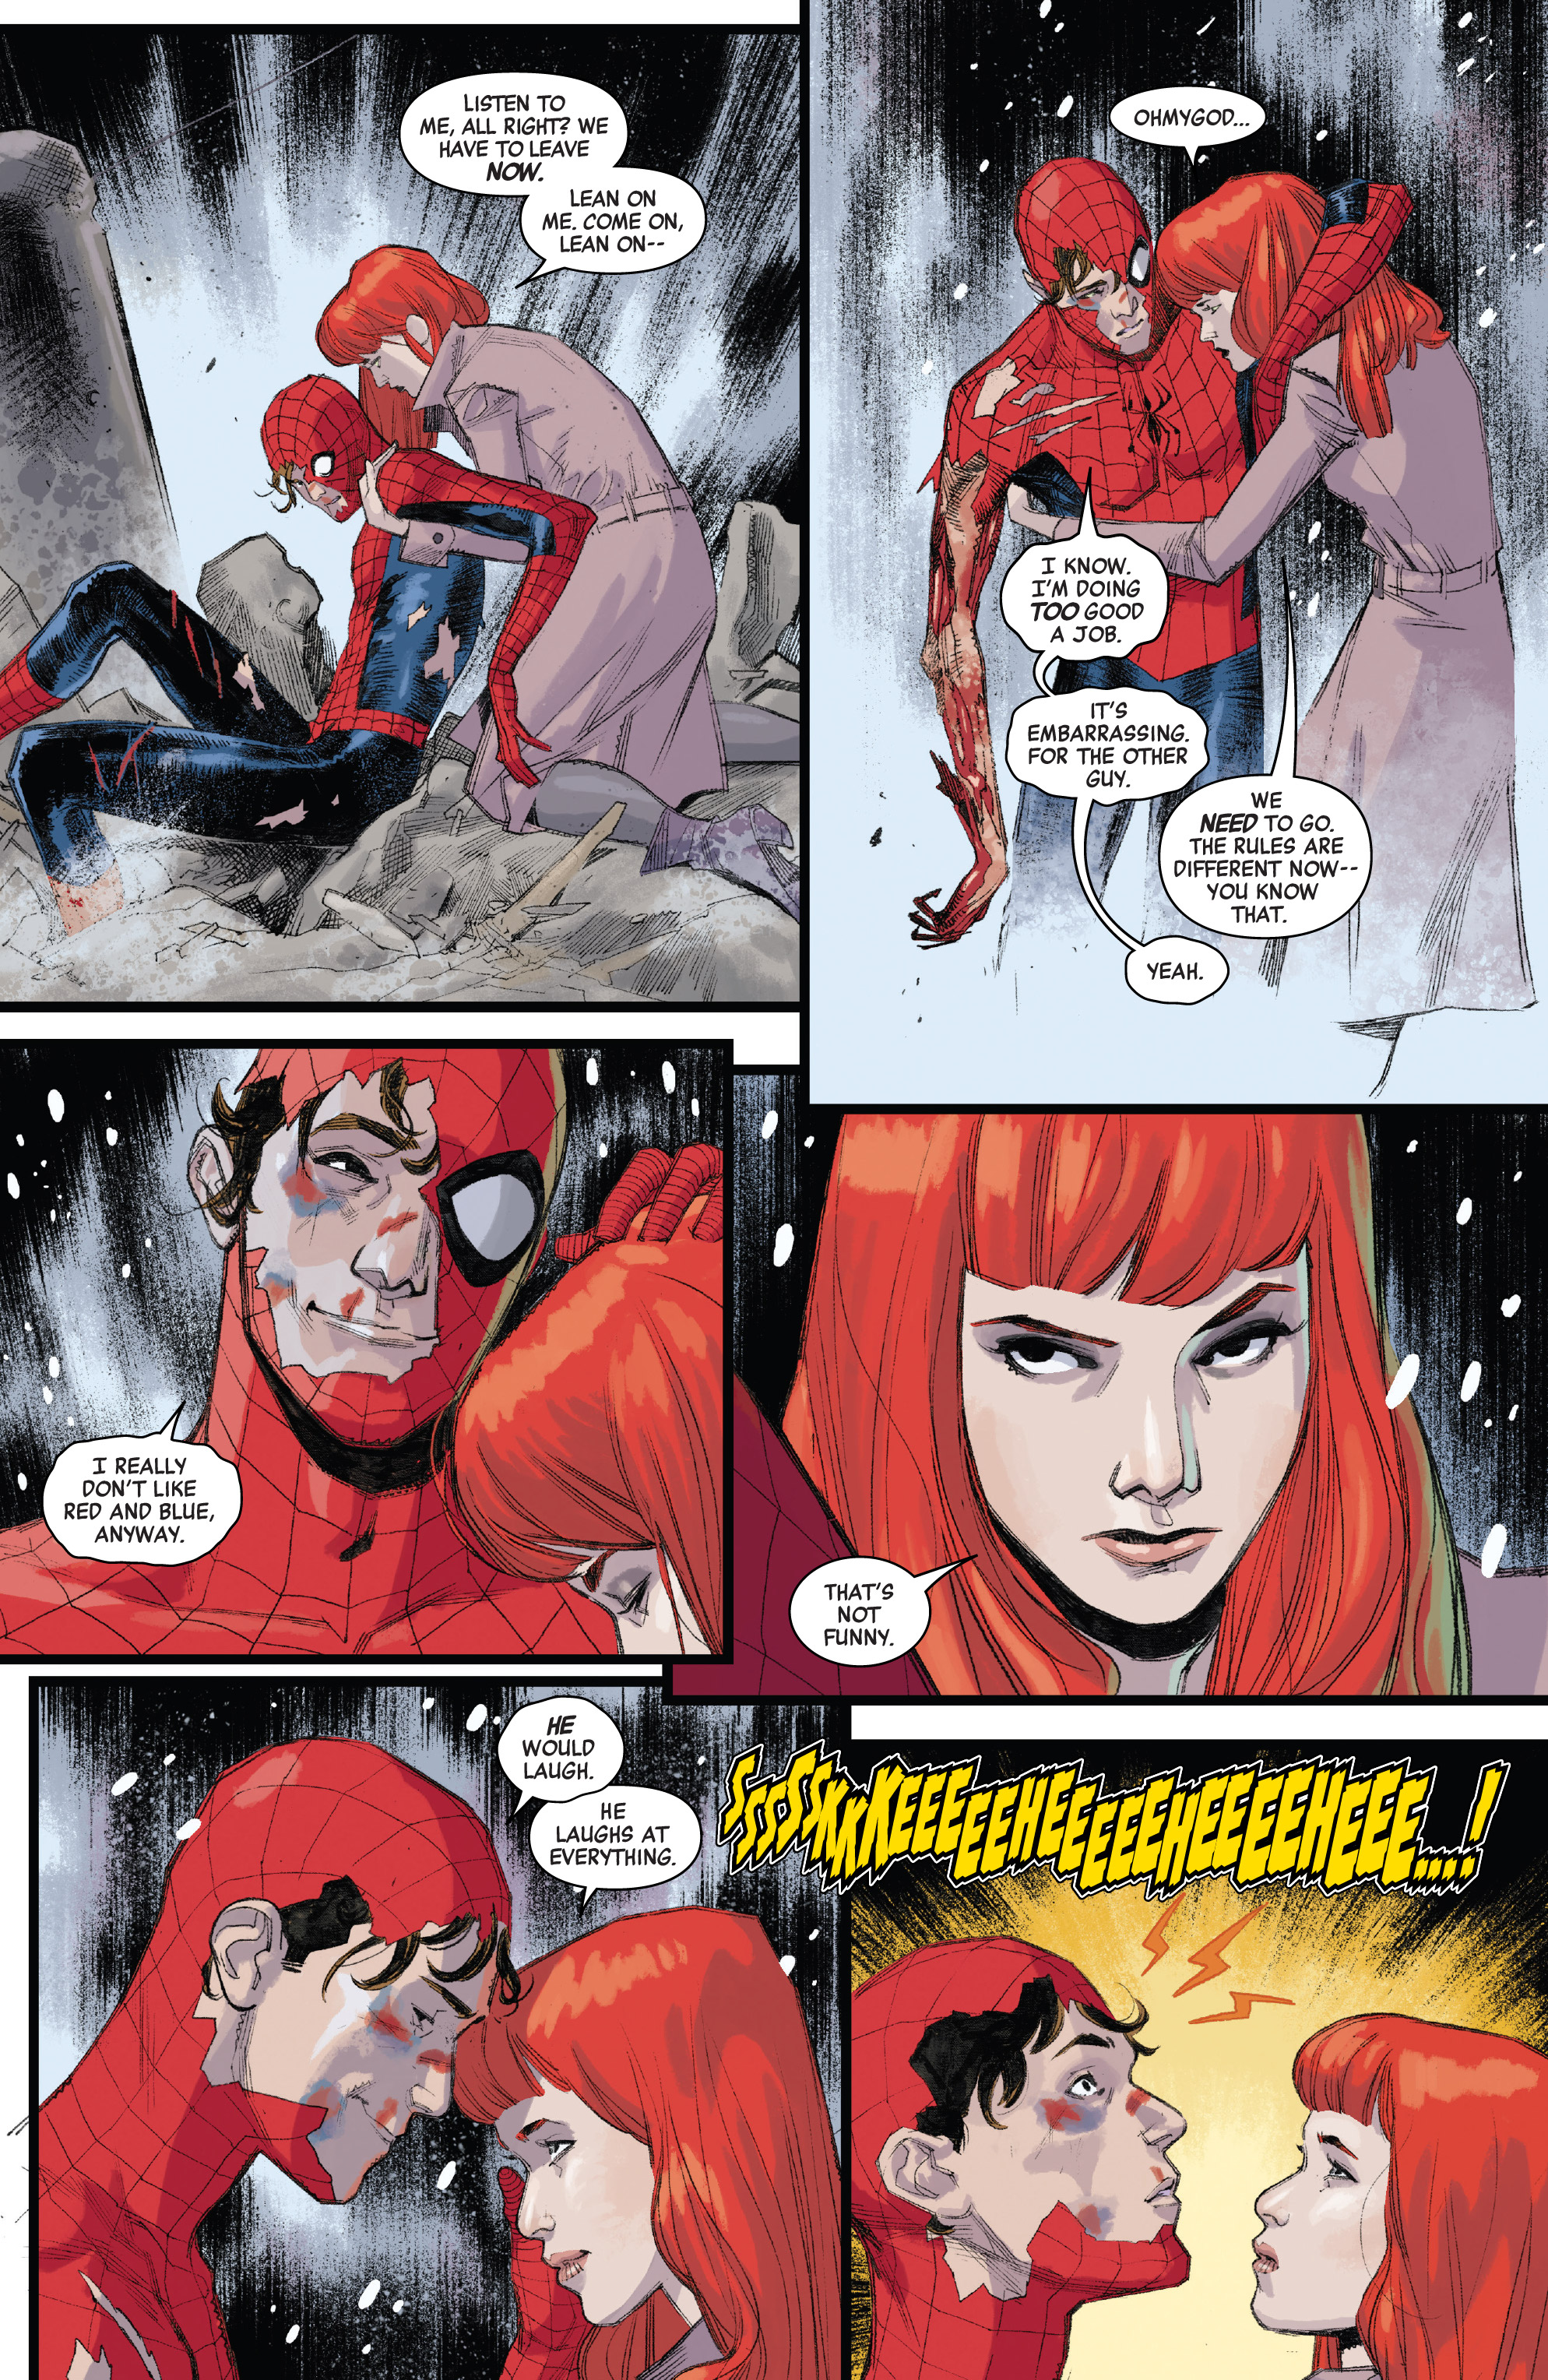 LISTEN TO
ME, ALL RIGHT? WE
HAVE TO LEAVE
NOW.
LEAN ON
ME. COME ON,
LEAN ON--
OHMYGOD...
I KNOW.
I'M DOING
TOO GOOD
A JOB.
IT'S
EMBARRASSING.
FOR THE OTHER
GUY.
WE
NEED TO GO.
THE RULES ARE
DIFFERENT NOW--
YOU KNOW
THAT.
YEAH.
I REALLY
DON'T LIKE
RED AND BLUE,
ANYWAY.
THAT'S
NOT
FUNNY.
HE
WOULD
LAUGH.
HE
LAUGHS AT
EVERYTHING.
SSSSSKKKEEEEEEHEEEEEEHEEEEEHEEE....!